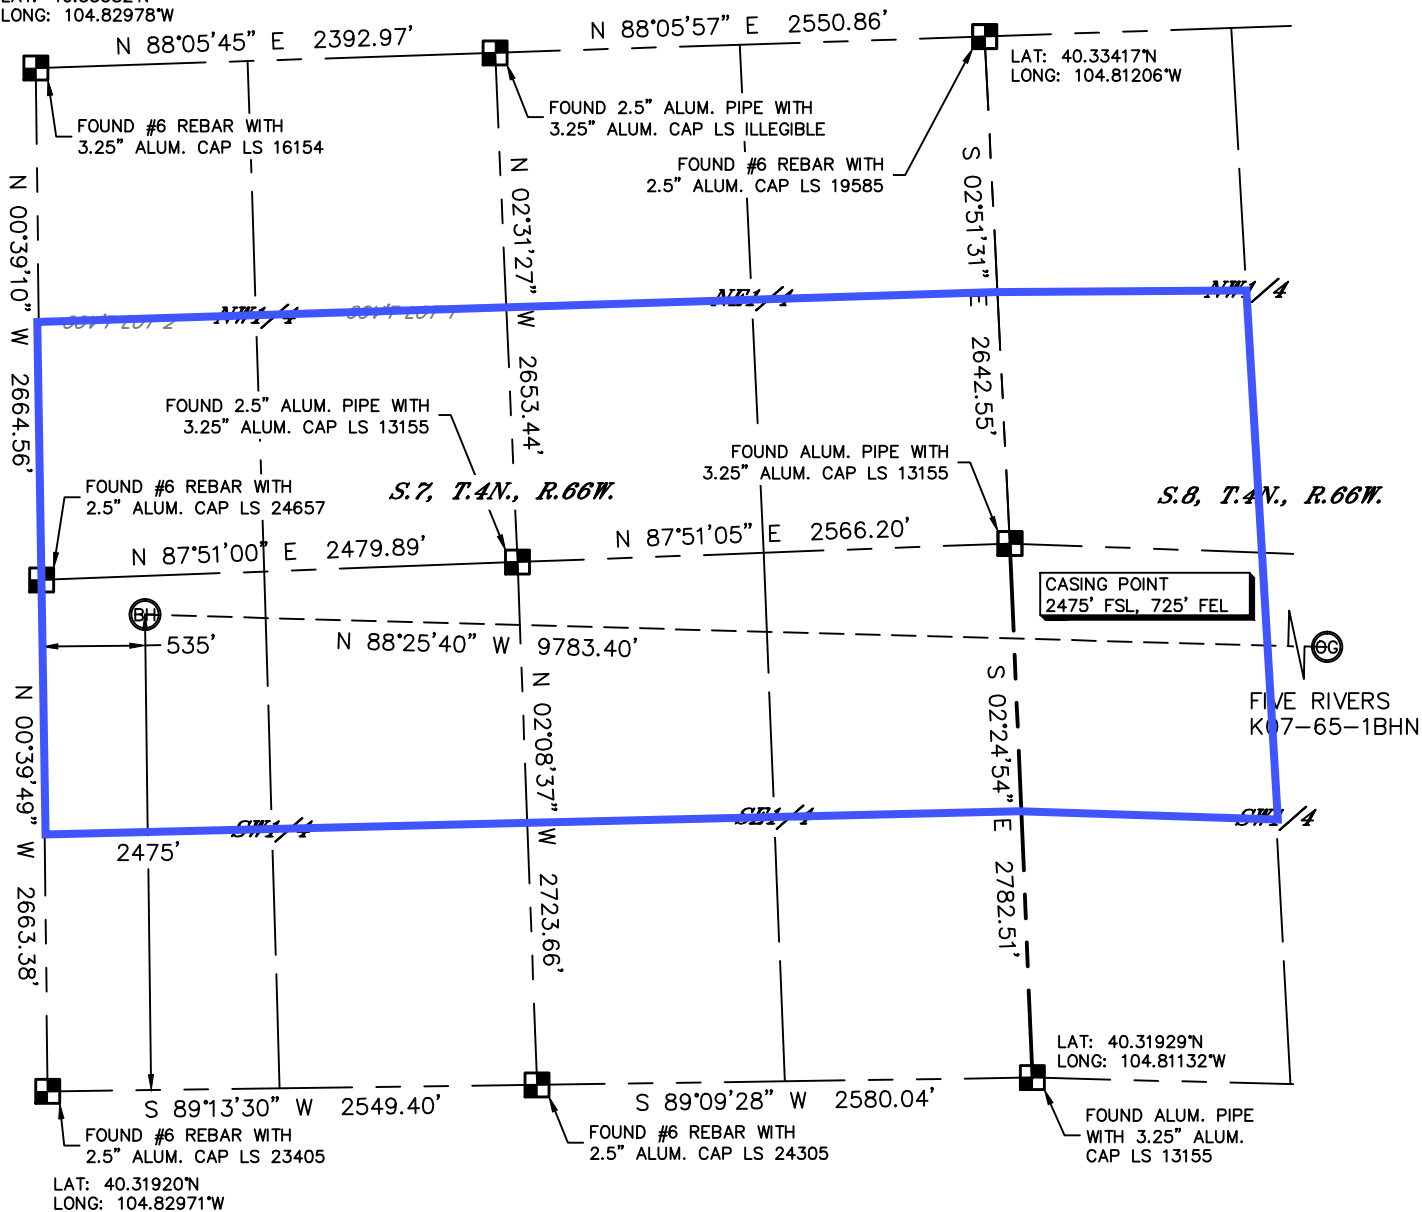 LONG: 104.82978°W
N 88°05'45" E 2392.97'
N 88°05'57" E 2550.86'
LAT: 40.33417°N
LONG: 104.81206°W
FOUND #6 REBAR WITH
3.25" ALUM. CAP LS 16154
FOUND 2.5" ALUM. PIPE WITH
3.25" ALUM. CAP LS ILLEGIBLE
FOUND #6 REBAR WITH
2.5" ALUM. CAP LS 19585
N 00°39'10" W 2664.56'
N 02°31'27" W 2653.44'
S 02°51'31" E 2642.55'
NW1/4
NE1/4
NW1/4
FOUND 2.5" ALUM. PIPE WITH
3.25" ALUM. CAP LS 13155
FOUND ALUM. PIPE WITH
3.25" ALUM. CAP LS 13155
FOUND #6 REBAR WITH
2.5" ALUM. CAP LS 24657
S.7, T.4N., R.66W.
S.8, T.4N., R.66W.
N 87°51'00" E 2479.89'
N 87°51'05" E 2566.20'
CASING POINT
2475' FSL, 725' FEL
BH
535'
N 88°25'40" W 9783.40'
OG
FIVE RIVERS
K07-65-1BHN
N 00°39'49" W 2663.38'
N 02°08'37" W 2723.66'
S 02°24'54" E 2782.51'
SW1/4
SE1/4
SW1/4
2475'
LAT: 40.31929°N
LONG: 104.81132°W
S 89°13'30" W 2549.40'
S 89°09'28" W 2580.04'
FOUND #6 REBAR WITH
2.5" ALUM. CAP LS 23405
FOUND #6 REBAR WITH
2.5" ALUM. CAP LS 24305
FOUND ALUM. PIPE
WITH 3.25" ALUM.
CAP LS 13155
LAT: 40.31920°N
LONG: 104.82971°W